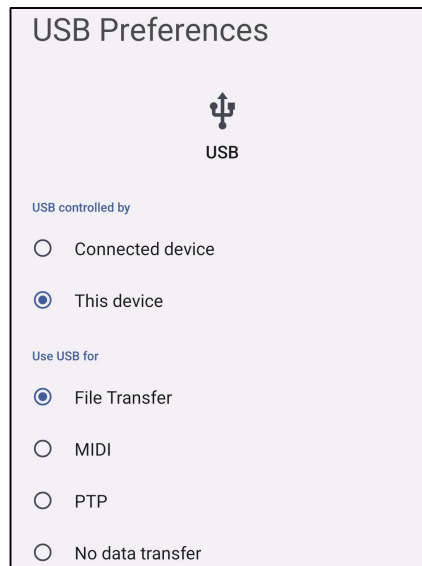 USB Preferences
USB
USB controlled by
Connected device
This device
Use USB for
File Transfer
MIDI
PTP
No data transfer